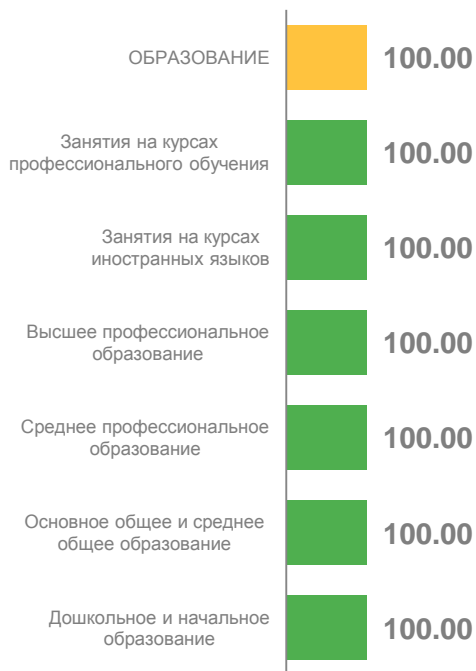 ОБРАЗОВАНИЕ
100.00
Занятия на курсах
профессионального обучения
100.00
Занятия на курсах
иностранных языков
100.00
Высшее профессиональное
образование
100.00
Среднее профессиональное
образование
100.00
Основное общее и среднее
общее образование
100.00
Дошкольное и начальное
образование
100.00